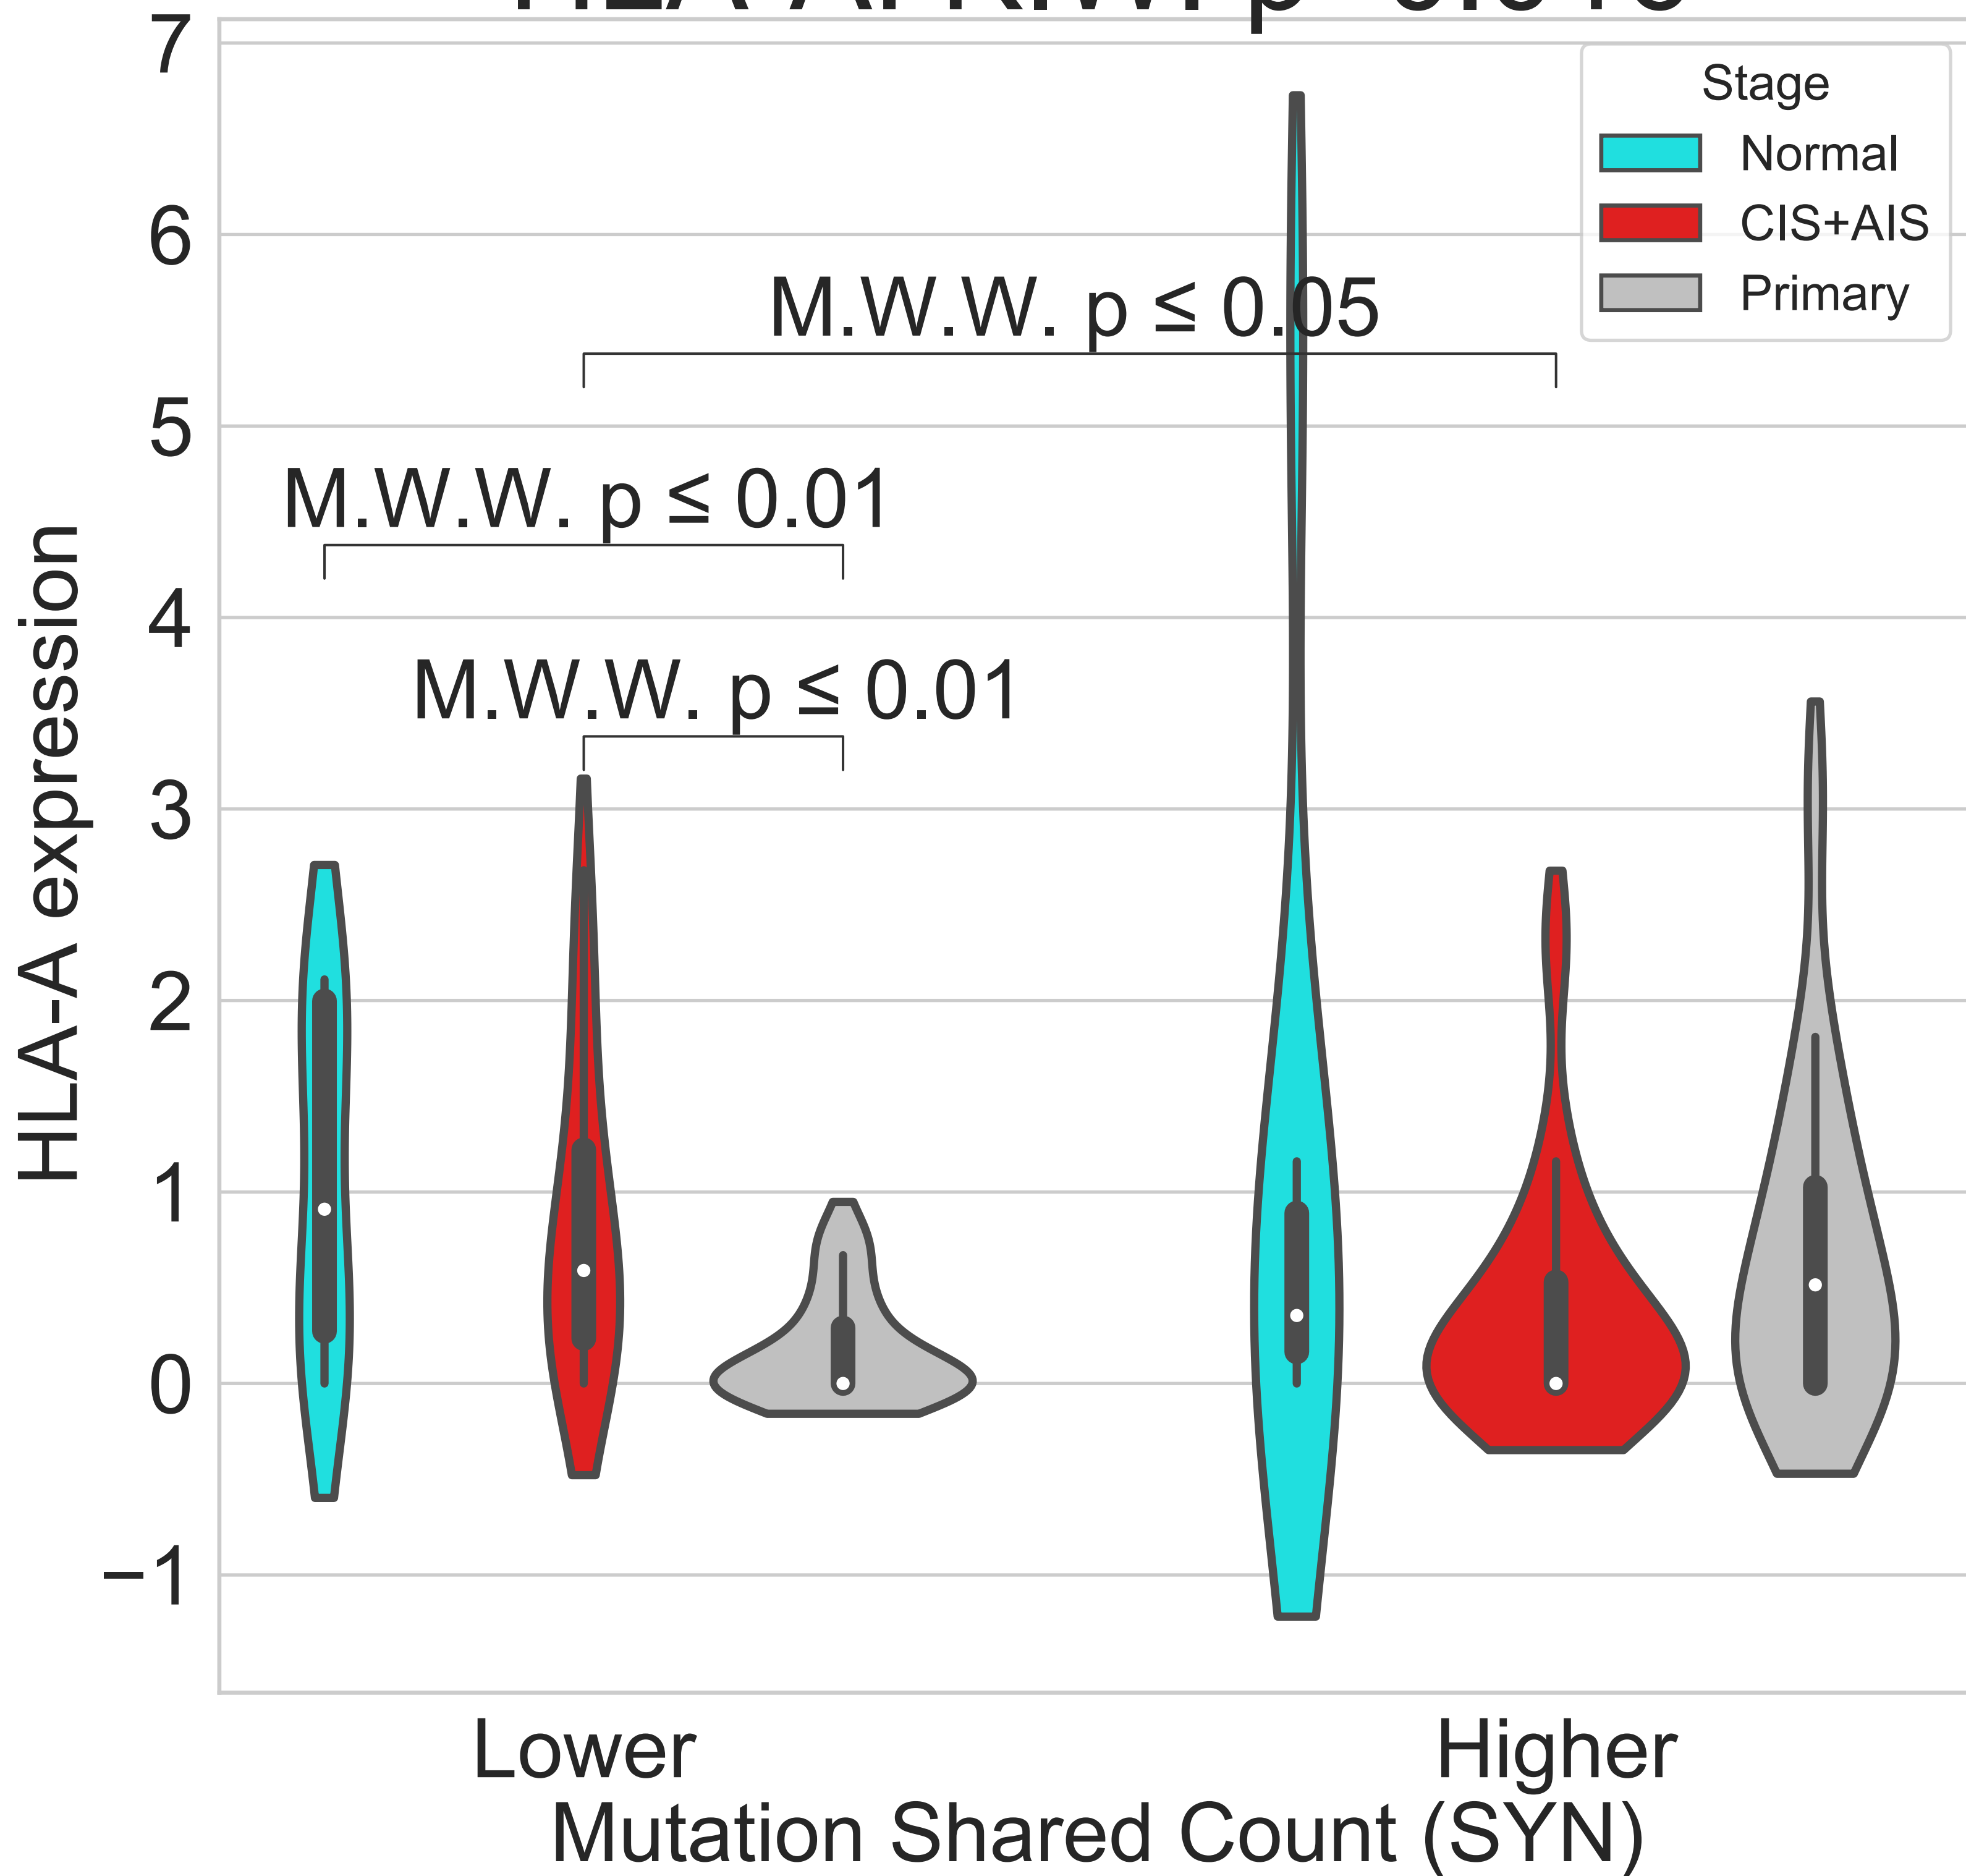 7
6
5
4
3
2
1
0
−1
HLA-A expression
Stage
Normal
CIS+AIS
Primary
M.W.W. p ≤ 0.05
M.W.W. p ≤ 0.01
M.W.W. p ≤ 0.01
Lower
Higher
Mutation Shared Count (SYN)